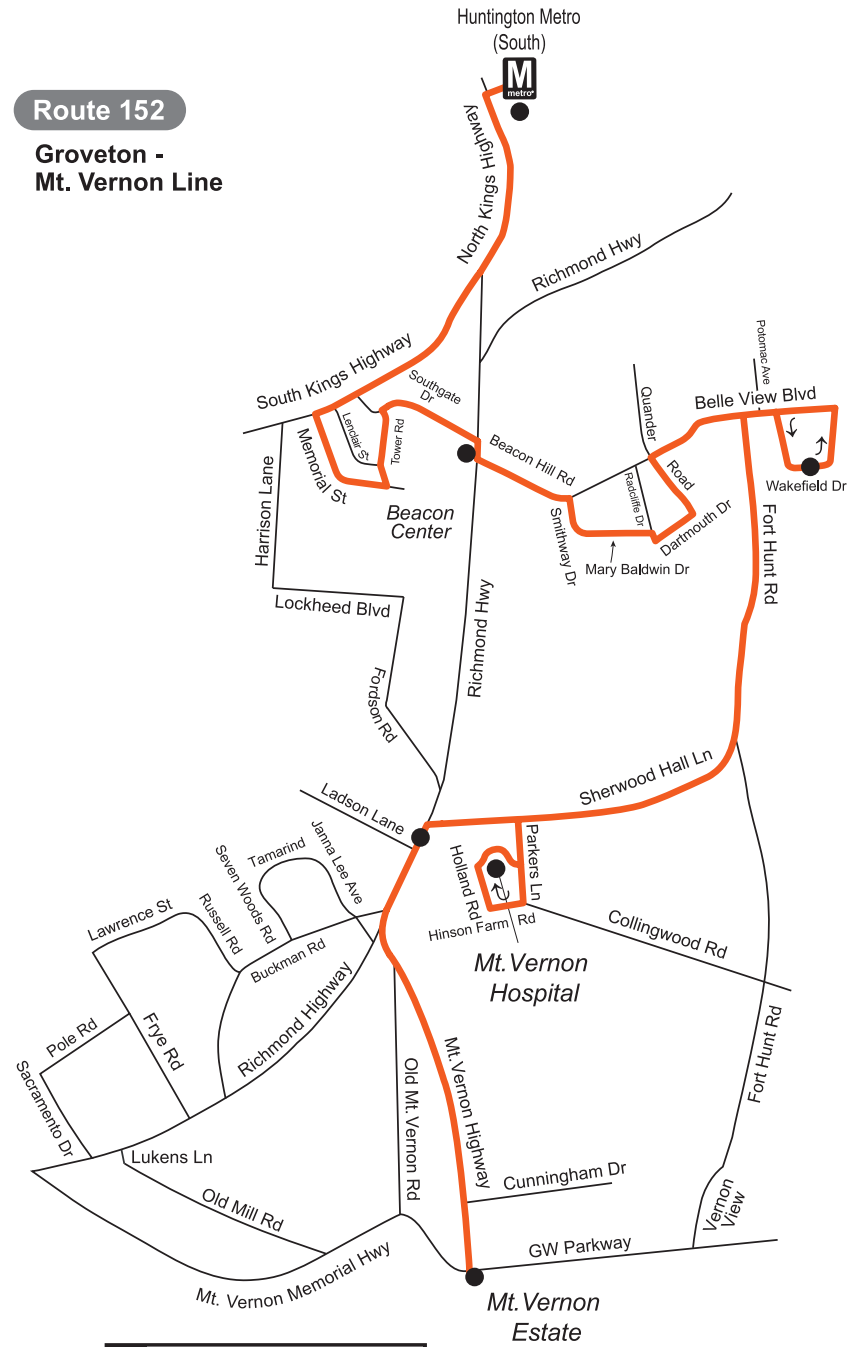 Huntington Metro
(South)
M
metro
Route 152
Groveton -
Mt. Vernon Line
North Kings Highway
Richmond Hwy
South Kings Highway
Southgate
Dr
Potomac Ave
Quander
Road
Belle View Blvd
Lenclair St
Tower Rd
Memorial St
Beacon Hill Rd
Radcliffe Dr
Wakefield Dr
Harrison Lane
Beacon
Center
Smithway Dr
Dartmouth Dr
Mary Baldwin Dr
Fort Hunt Rd
Lockheed Blvd
Richmond Hwy
Fordson Rd
Sherwood Hall Ln
Ladson Lane
Parkers Ln
Holland Rd
Janna Lee Ave
Tamarind
Seven Woods Rd
Russell Rd
Lawrence St
Buckman Rd
Hinson Farm Rd
Collingwood Rd
Mt.Vernon
Hospital
Richmond Highway
Pole Rd
Frye Rd
Sacramento Dr
Old Mt. Vernon Rd
Mt.Vernon Highway
Fort Hunt Rd
Lukens Ln
Cunningham Dr
Old Mill Rd
Vernon
View
GW Parkway
Mt. Vernon Memorial Hwy
Mt.Vernon
Estate